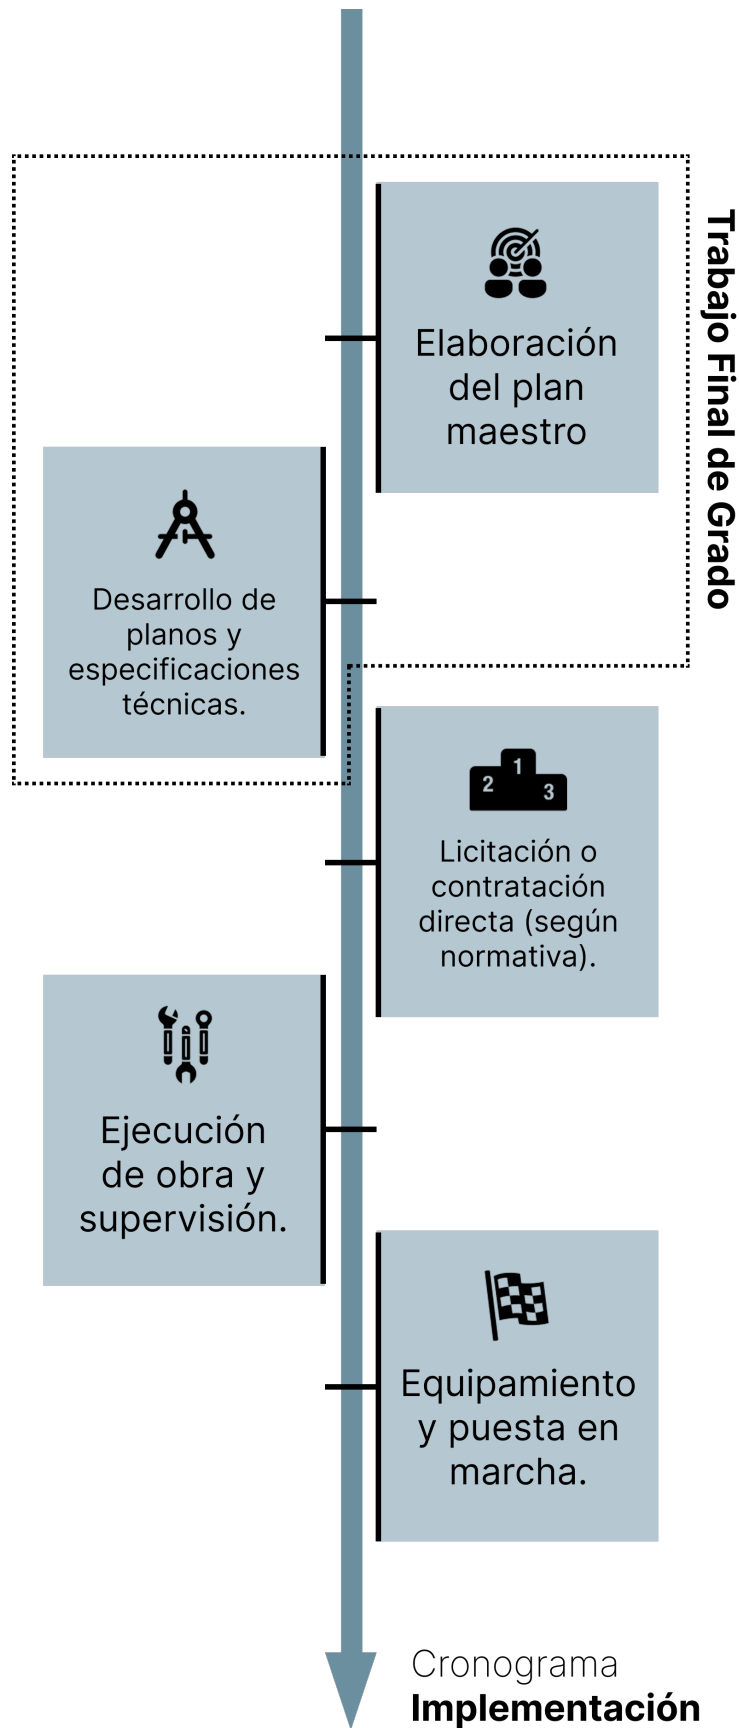 Trabajo Final de Grado
Elaboración
del plan
maestro
Desarrollo de
planos y
especificaciones
técnicas.
1
2
3
Licitación o
contratación
directa (según
normativa).
Ejecución
de obra y
supervisión.
Equipamiento
y puesta en
marcha.
Cronograma
Implementación